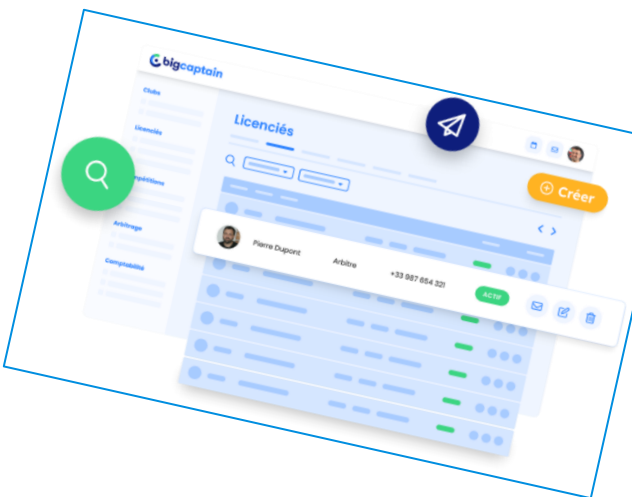 bigcaptain
Clubs
Licenciés
Licenciés
Créer
Arbitrage
Pierre Dupont
Arbitre
+33 987 654 321
ACTIF
Comptabilité